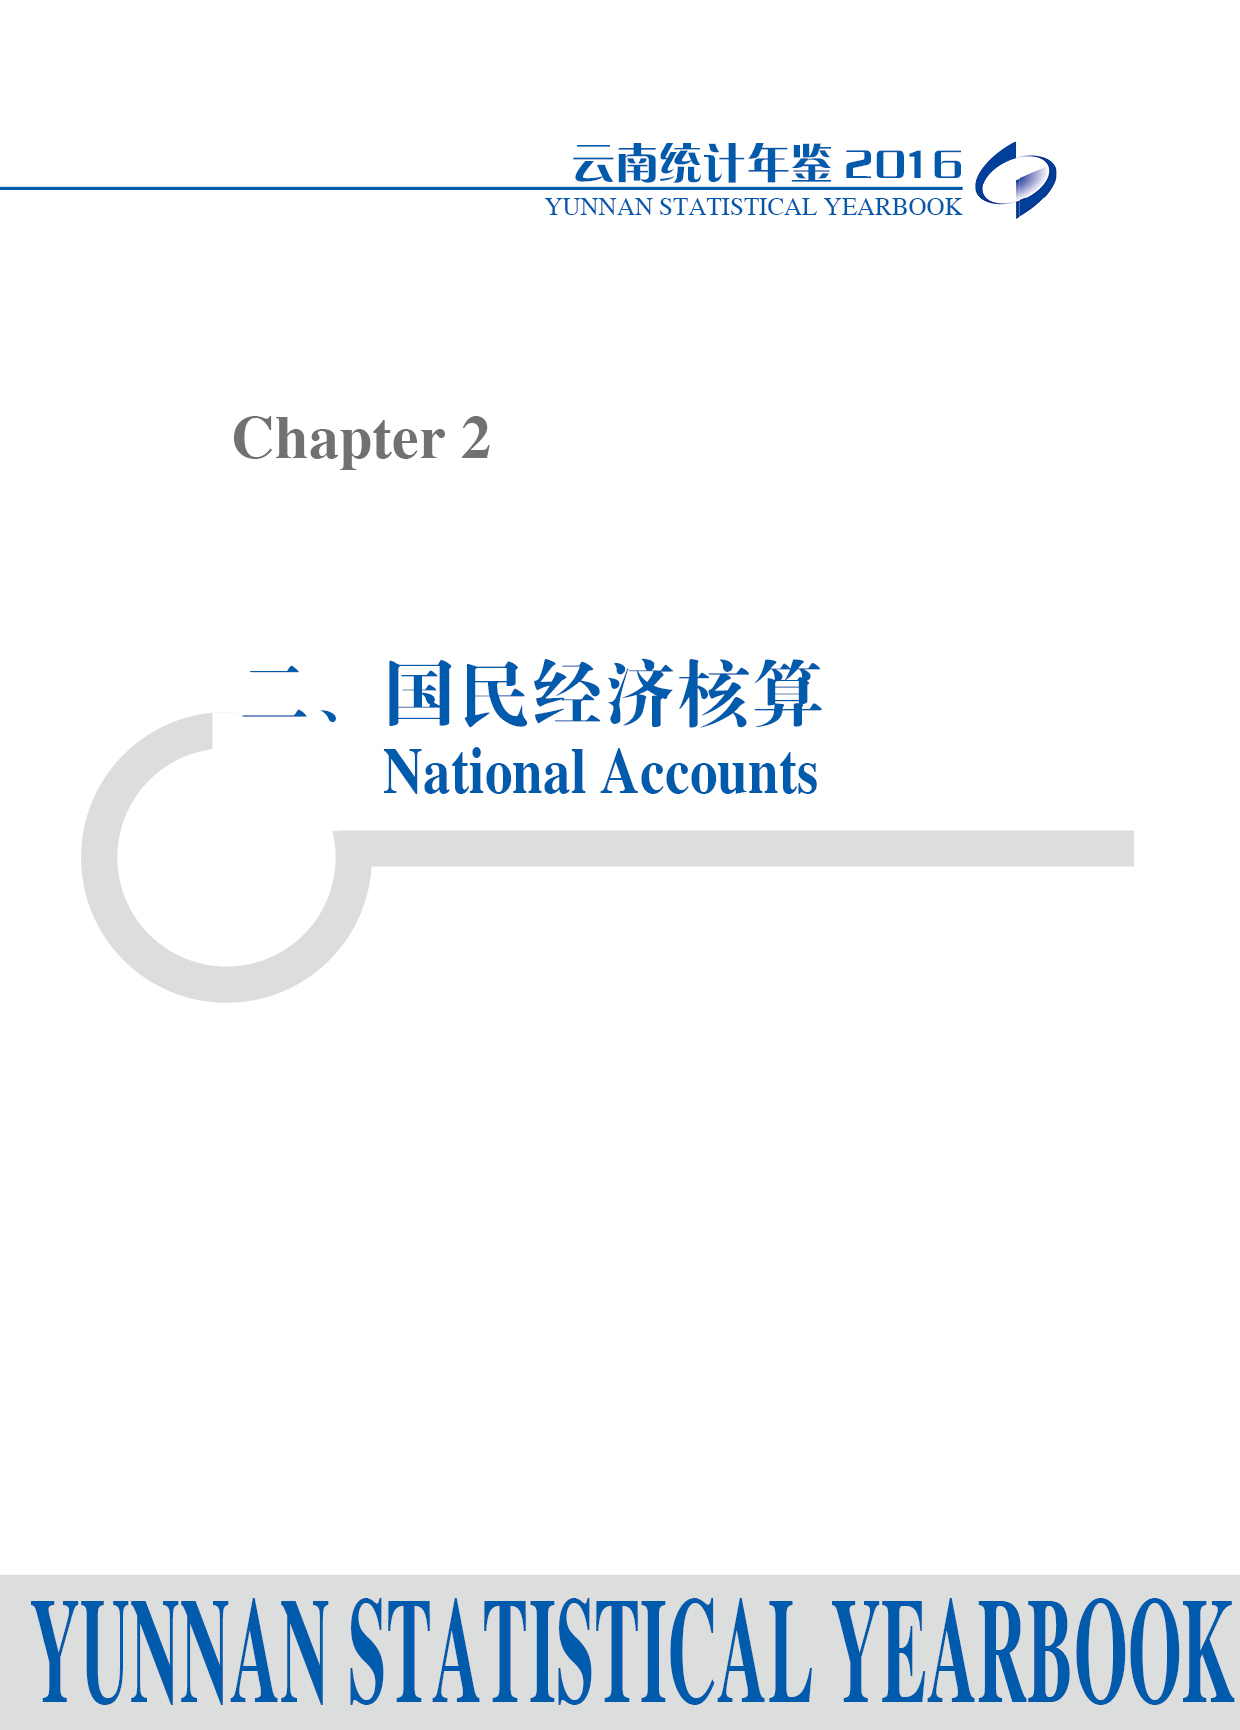 云南统计年鉴 2016
YUNNAN STATISTICAL YEARBOOK
Chapter 2
二、国民经济核算
National Accounts
YUNNAN STATISTICAL YEARBOOK